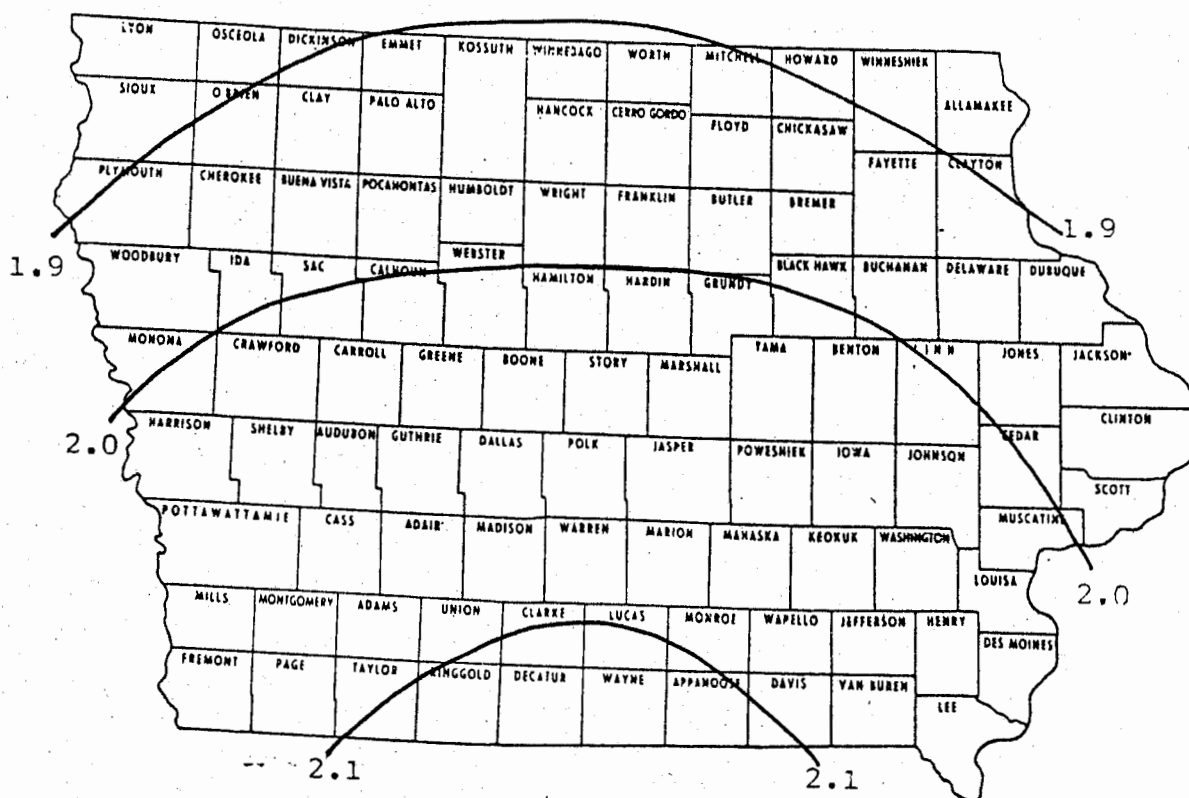 LYON OSCEOLA DICKINSON EMMET KOSSUTH WINNEBAGO WORTH MITCHELL HOWARD WINNESHIEK
SIOUX O'BRIEN CLAY PALO ALTO HANCOCK CERRO GORDO FLOYD CHICKASAW ALLAMAKEE
PLYMOUTH CHEROKEE BUENA VISTA POCAHONTAS HUMBOLDT WRIGHT FRANKLIN BUTLER BREMER FAYETTE CLAYTON
1.9 1.9
WOODBURY IDA SAC CALHOUN WEBSTER HAMILTON HARDIN GRUNDY BLACK HAWK BUCHANAN DELAWARE DUBUQUE
MONONA CRAWFORD CARROLL GREENE BOONE STORY MARSHALL TAMA BENTON LINN JONES JACKSON
2.0
HARRISON SHELBY AUDUBON GUTHRIE DALLAS POLK JASPER POWESHIEK IOWA JOHNSON CEDAR CLINTON
SCOTT
POTTAWATTAMIE CASS ADAIR MADISON WARREN MARION MAHASKA KEOKUK WASHINGTON MUSCATINE
LOUISA
2.0
MILLS MONTGOMERY ADAMS UNION CLARKE LUCAS MONROE WAPELLO JEFFERSON HENRY DES MOINES
FREMONT PAGE TAYLOR RINGGOLD DECATUR WAYNE APPANOOSE DAVIS VAN BUREN LEE
2.1 2.1